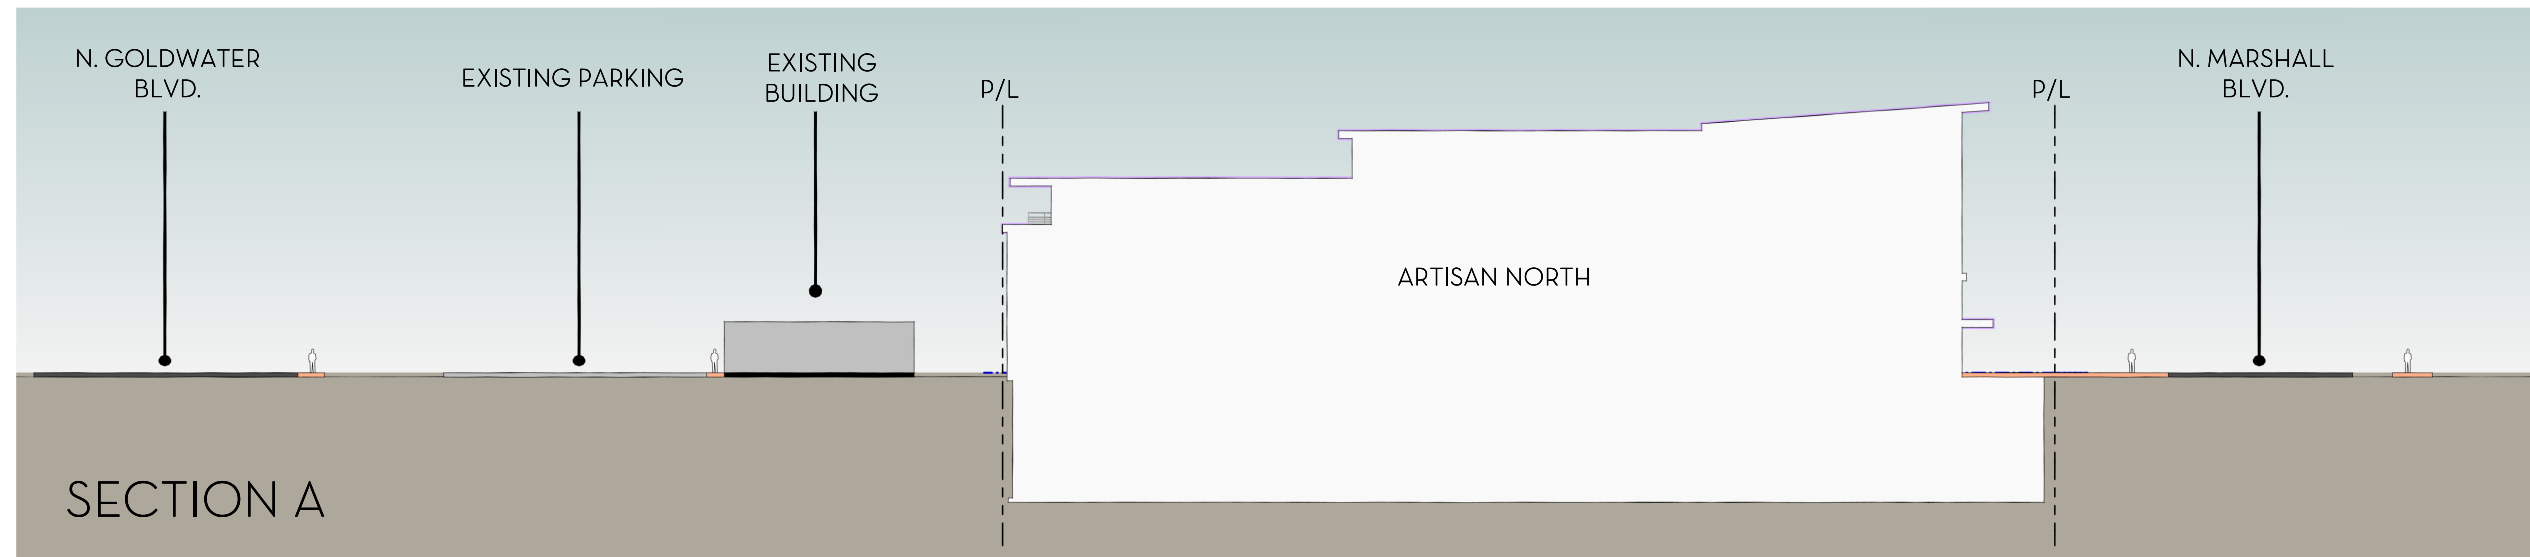 N. GOLDWATER
BLVD.
EXISTING PARKING
EXISTING
BUILDING
P/L
P/L
N. MARSHALL
BLVD.
ARTISAN NORTH
SECTION A